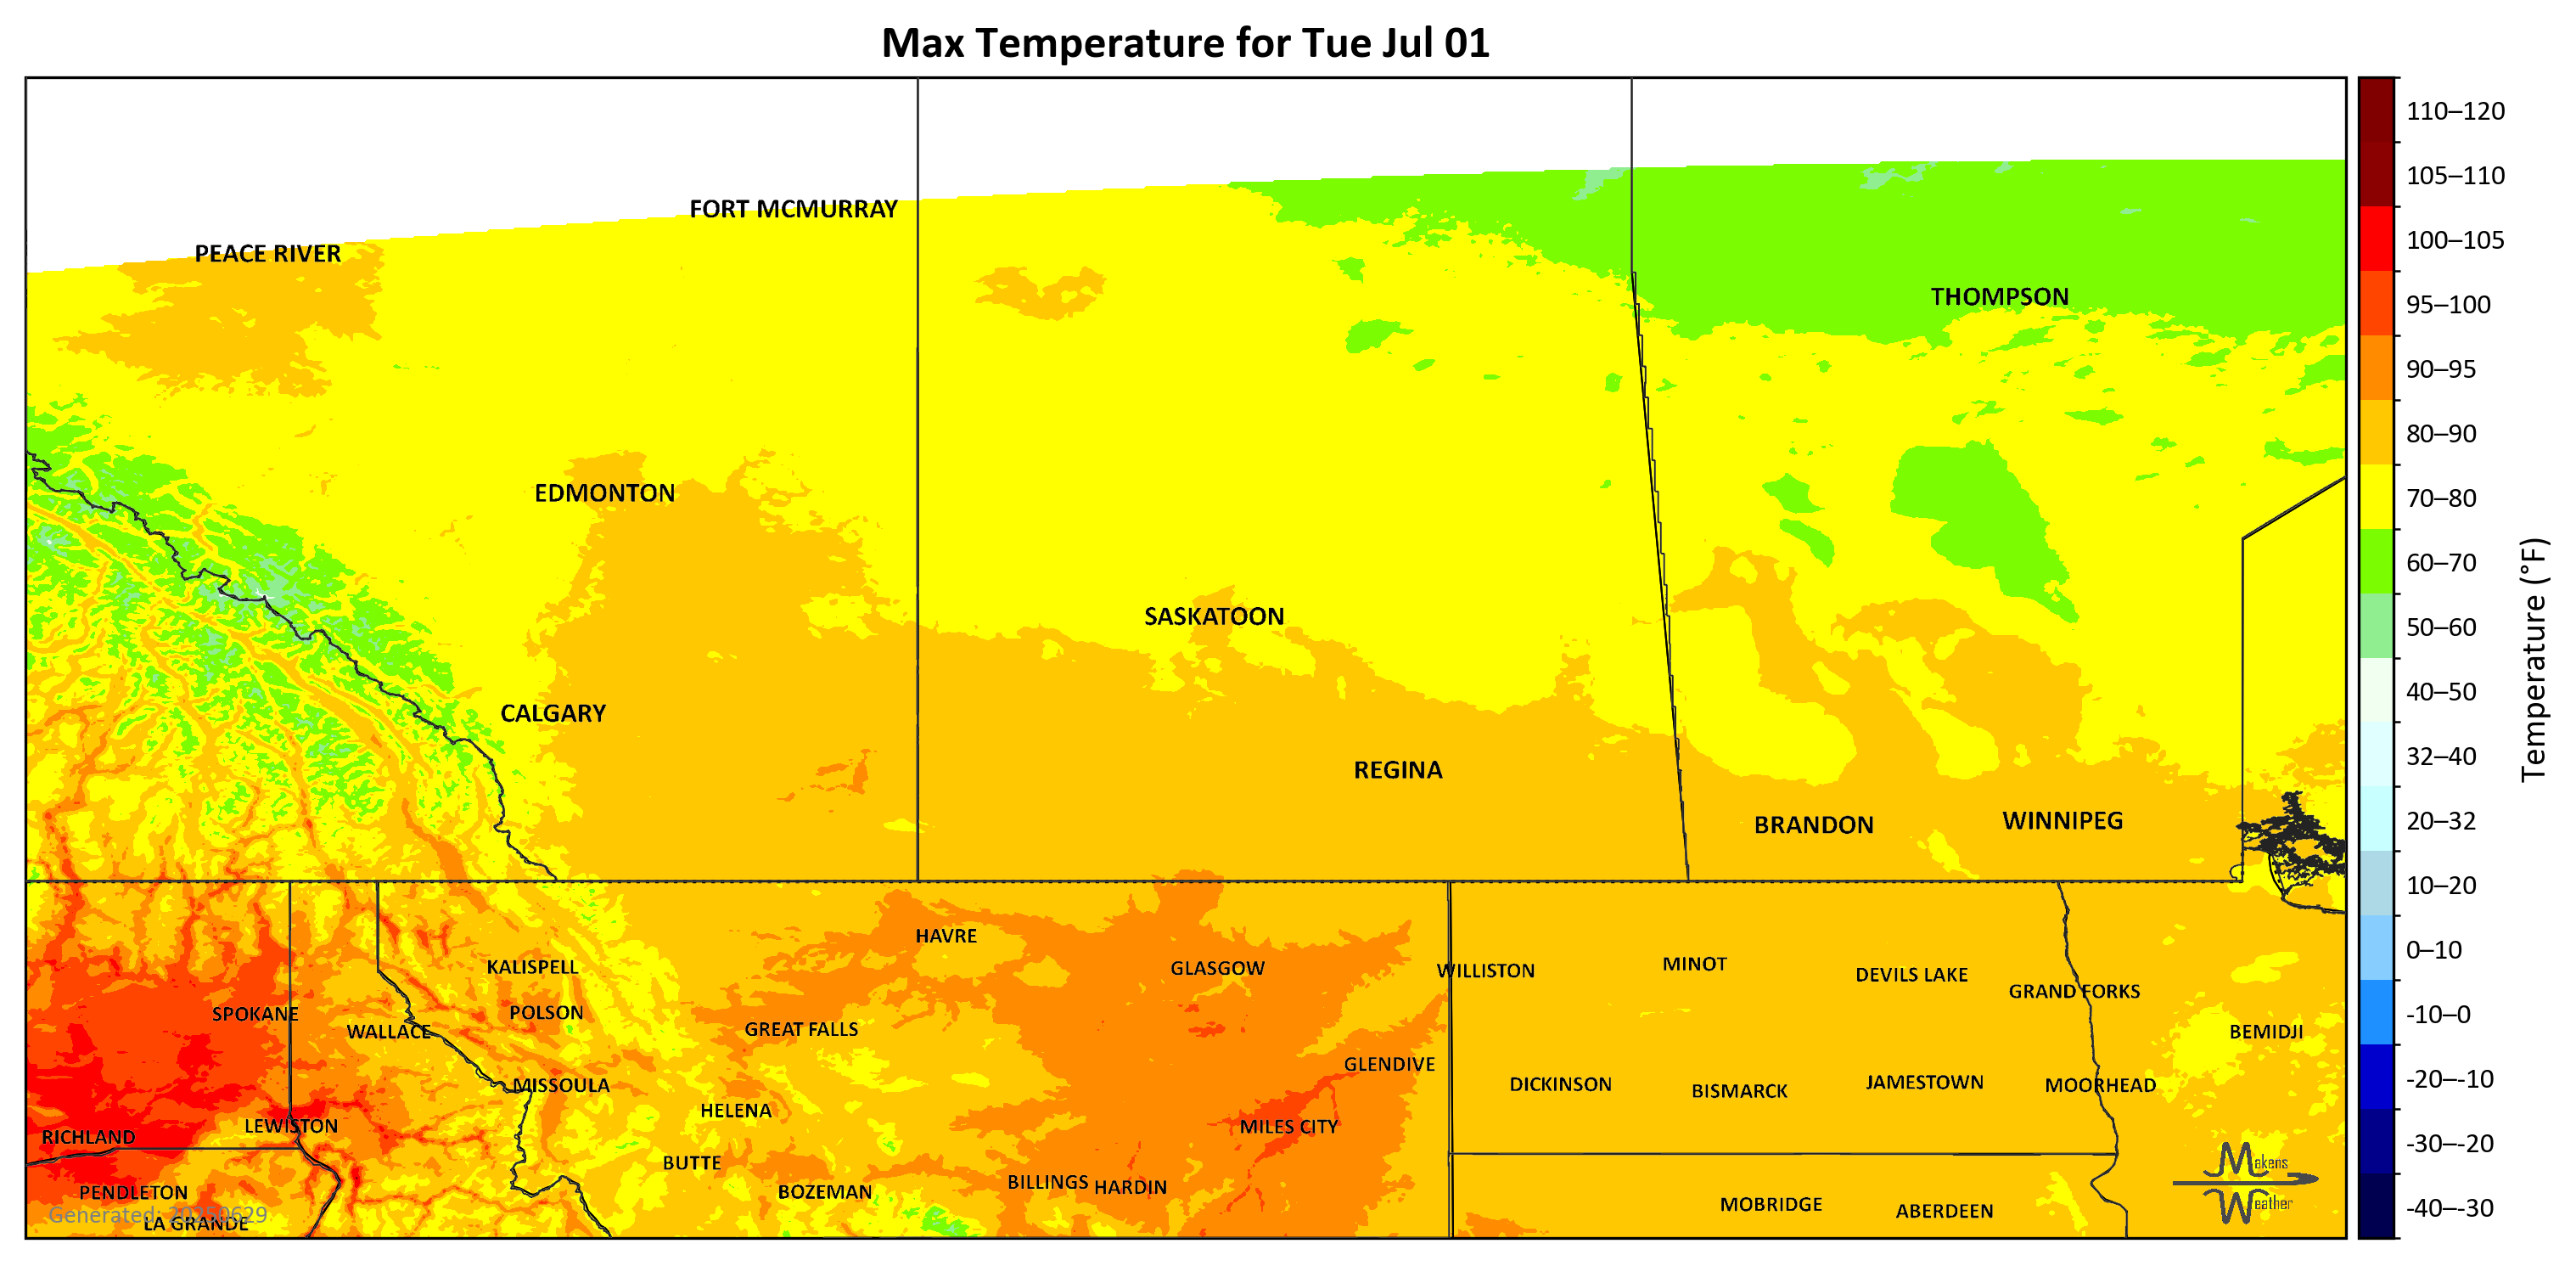 Max Temperature for Tue Jul 01
110–120
105–110
100–105
95–100
90–95
80–90
70–80
60–70
50–60
40–50
32–40
20–32
10–20
0–10
-10–0
-20–-10
-30–-20
-40–-30
Temperature (°F)
FORT MCMURRAY
PEACE RIVER
THOMPSON
EDMONTON
SASKATOON
CALGARY
REGINA
BRANDON
WINNIPEG
HAVRE
KALISPELL
GLASGOW
WILLISTON
MINOT
DEVILS LAKE
GRAND FORKS
SPOKANE
POLSON
WALLACE
GREAT FALLS
BEMIDJI
GLENDIVE
MISSOULA
DICKINSON
BISMARCK
JAMESTOWN
MOORHEAD
HELENA
LEWISTON
MILES CITY
RICHLAND
BUTTE
BILLINGS
HARDIN
PENDLETON
BOZEMAN
MOBRIDGE
ABERDEEN
Generated: 20250629
LA GRANDE
Makens
Weather